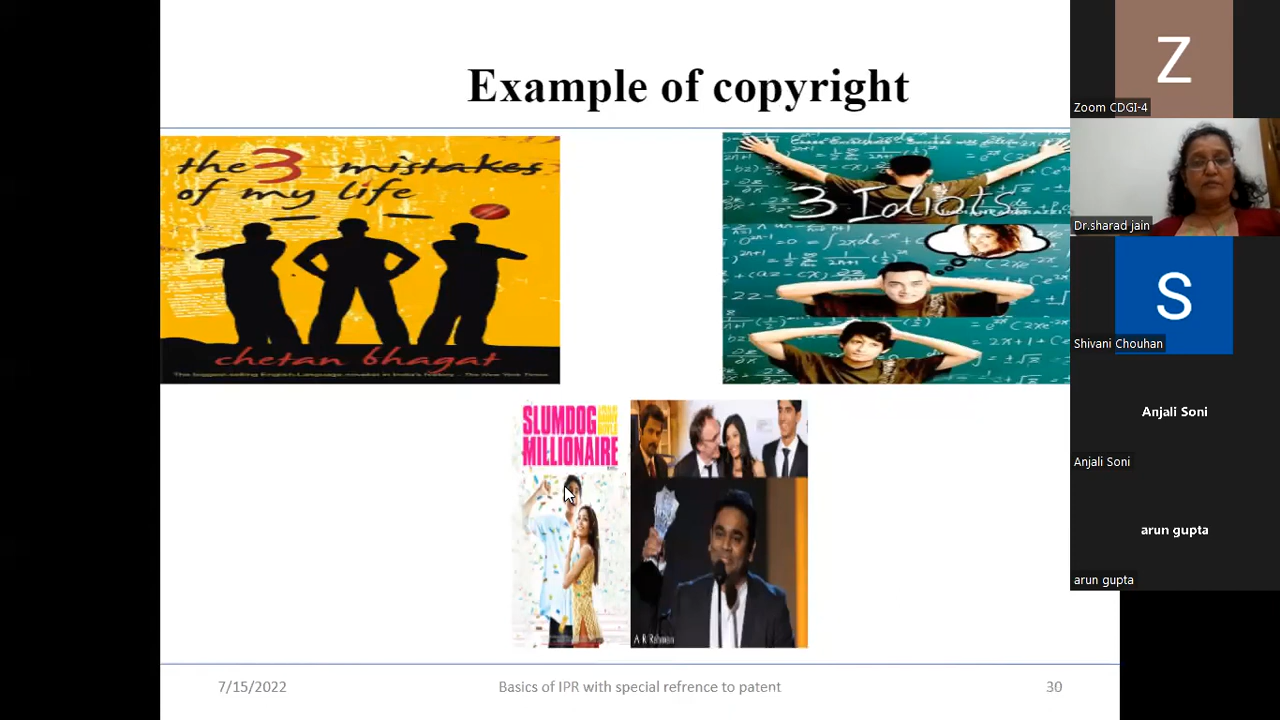 Example of copyright
the 3 mistakes
of my life
chetan bhagat
The biggest-selling English-Language novelist in India's history - The New York Times
3 Idiots
SLUMDOG
MILLIONAIRE
A R Rahman
7/15/2022
Basics of IPR with special refrence to patent
30
Z
Zoom CDGI-4
Dr.sharad jain
S
Shivani Chouhan
Anjali Soni
Anjali Soni
arun gupta
arun gupta